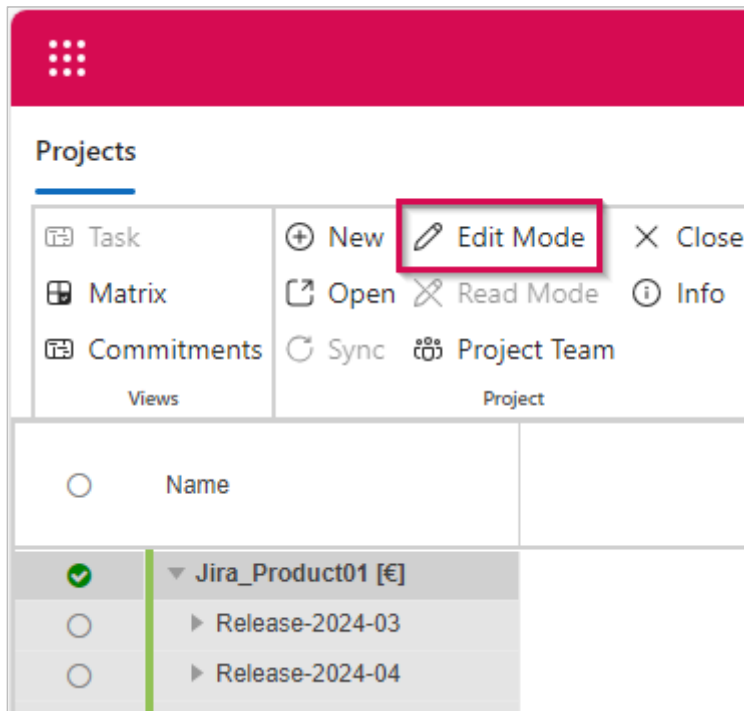 Projects
Task
New
Edit Mode
Close
Matrix
Open
Read Mode
Info
Commitments
Sync
Project Team
Views
Project
Name
Jira_Product01 [€]
Release-2024-03
Release-2024-04